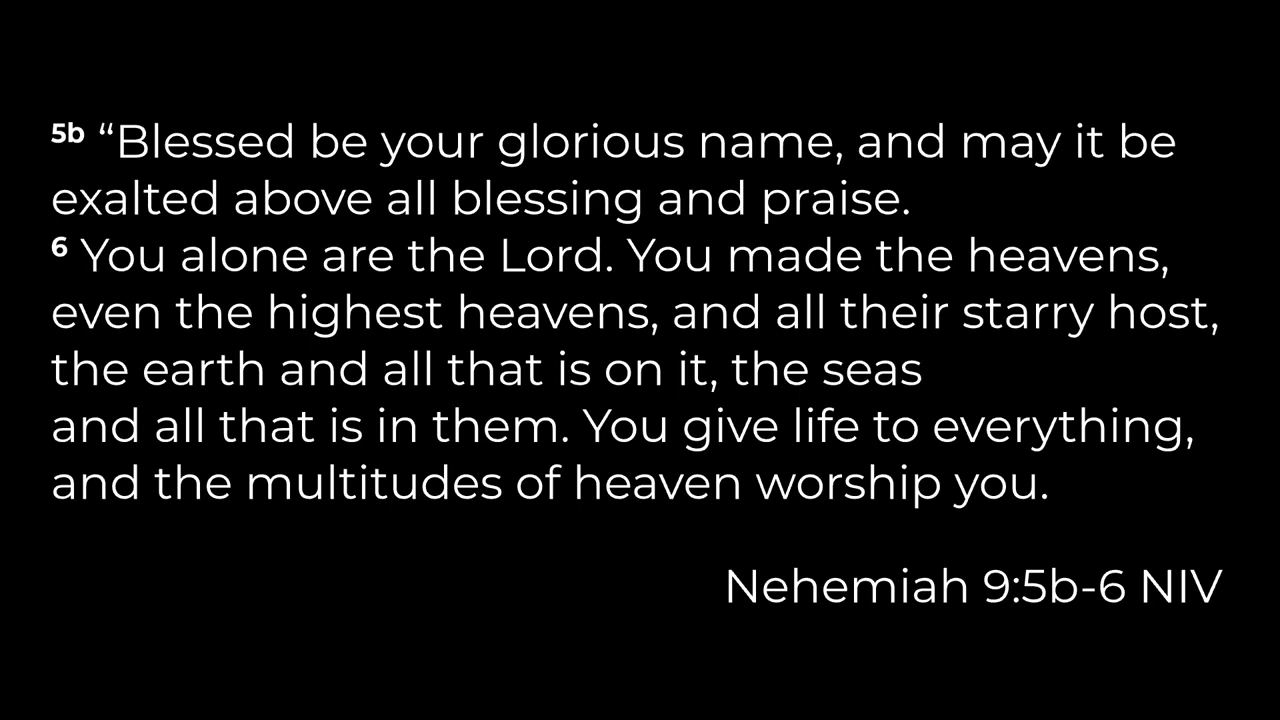 5b “Blessed be your glorious name, and may it be
exalted above all blessing and praise.
6 You alone are the Lord. You made the heavens,
even the highest heavens, and all their starry host,
the earth and all that is on it, the seas
and all that is in them. You give life to everything,
and the multitudes of heaven worship you.
Nehemiah 9:5b-6 NIV